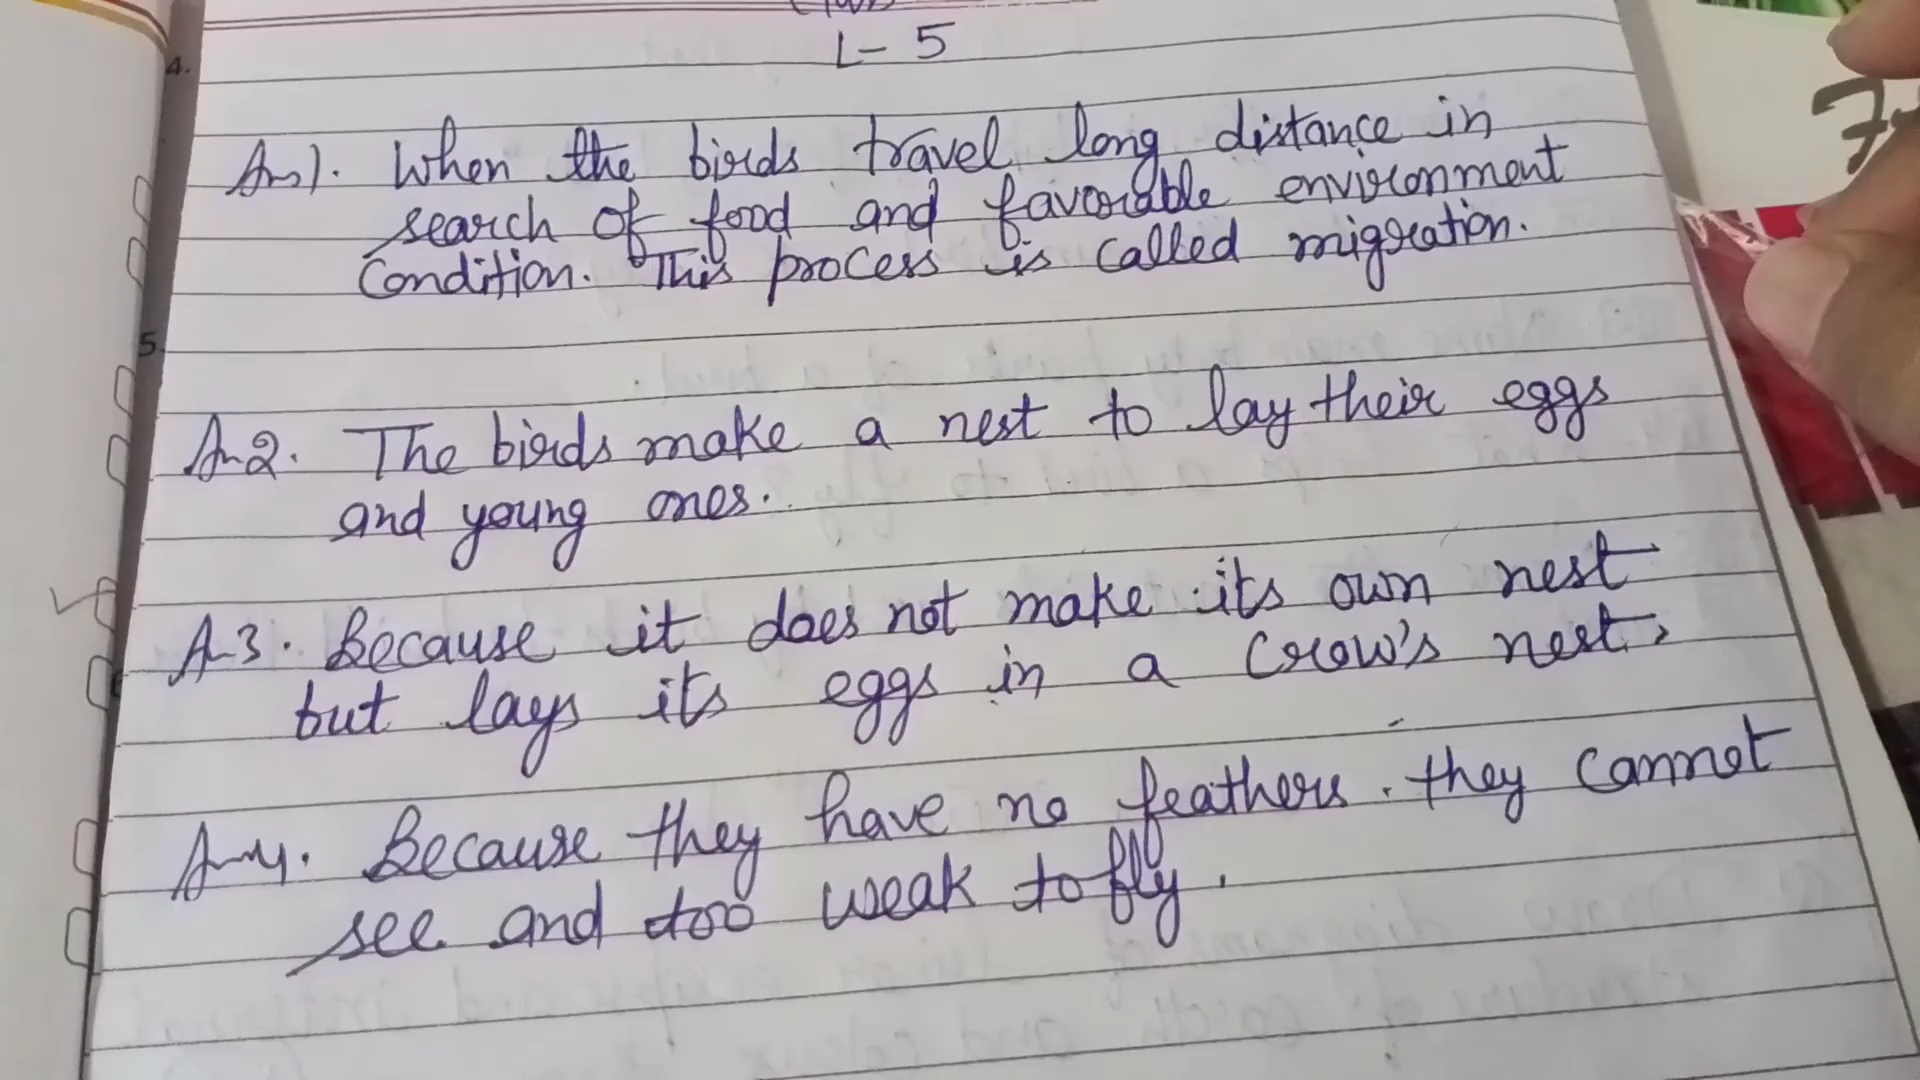 L- 5
4.
Ans1. When the birds travel long distance in
search of food and favorable environment
Condition. This process is called migration.
5.
An2. The birds make a nest to lay their eggs
and young ones.
An3. Because it does not make its own nest
but lays its eggs in a Crow's nest.
An4. Because they have no feathers. they cannot
see and too weak to fly.